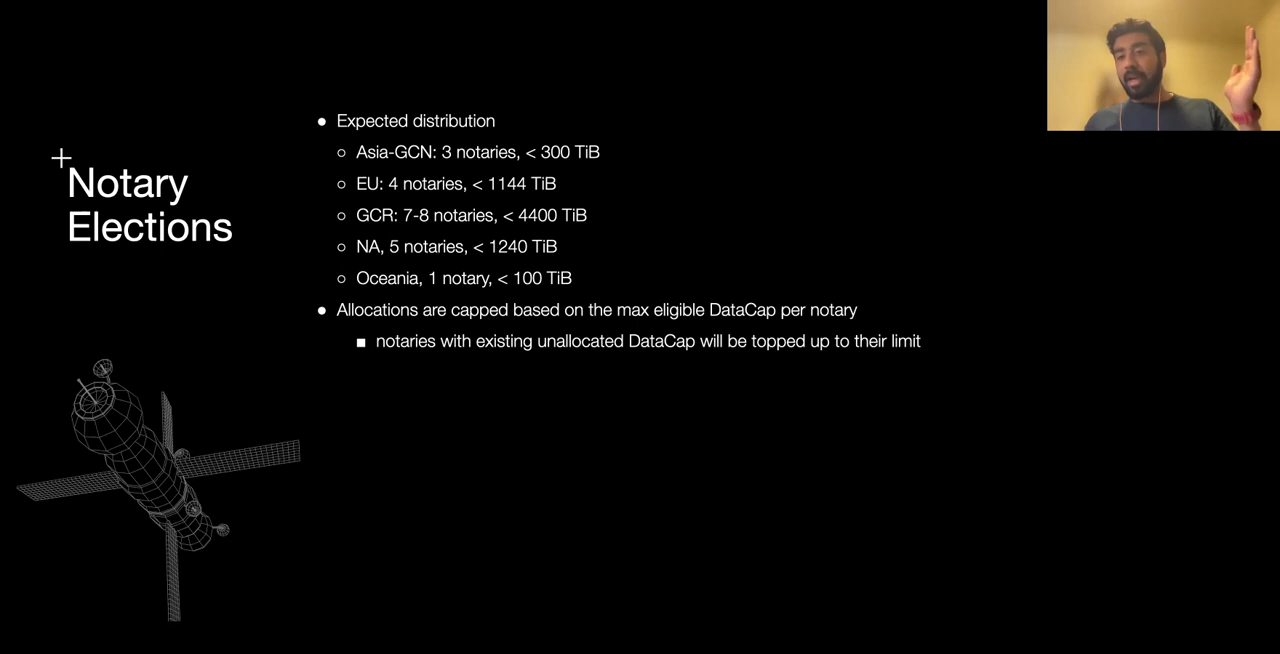 Notary
Elections
● Expected distribution
○ Asia-GCN: 3 notaries, < 300 TiB
○ EU: 4 notaries, < 1144 TiB
○ GCR: 7-8 notaries, < 4400 TiB
○ NA, 5 notaries, < 1240 TiB
○ Oceania, 1 notary, < 100 TiB
● Allocations are capped based on the max eligible DataCap per notary
■ notaries with existing unallocated DataCap will be topped up to their limit